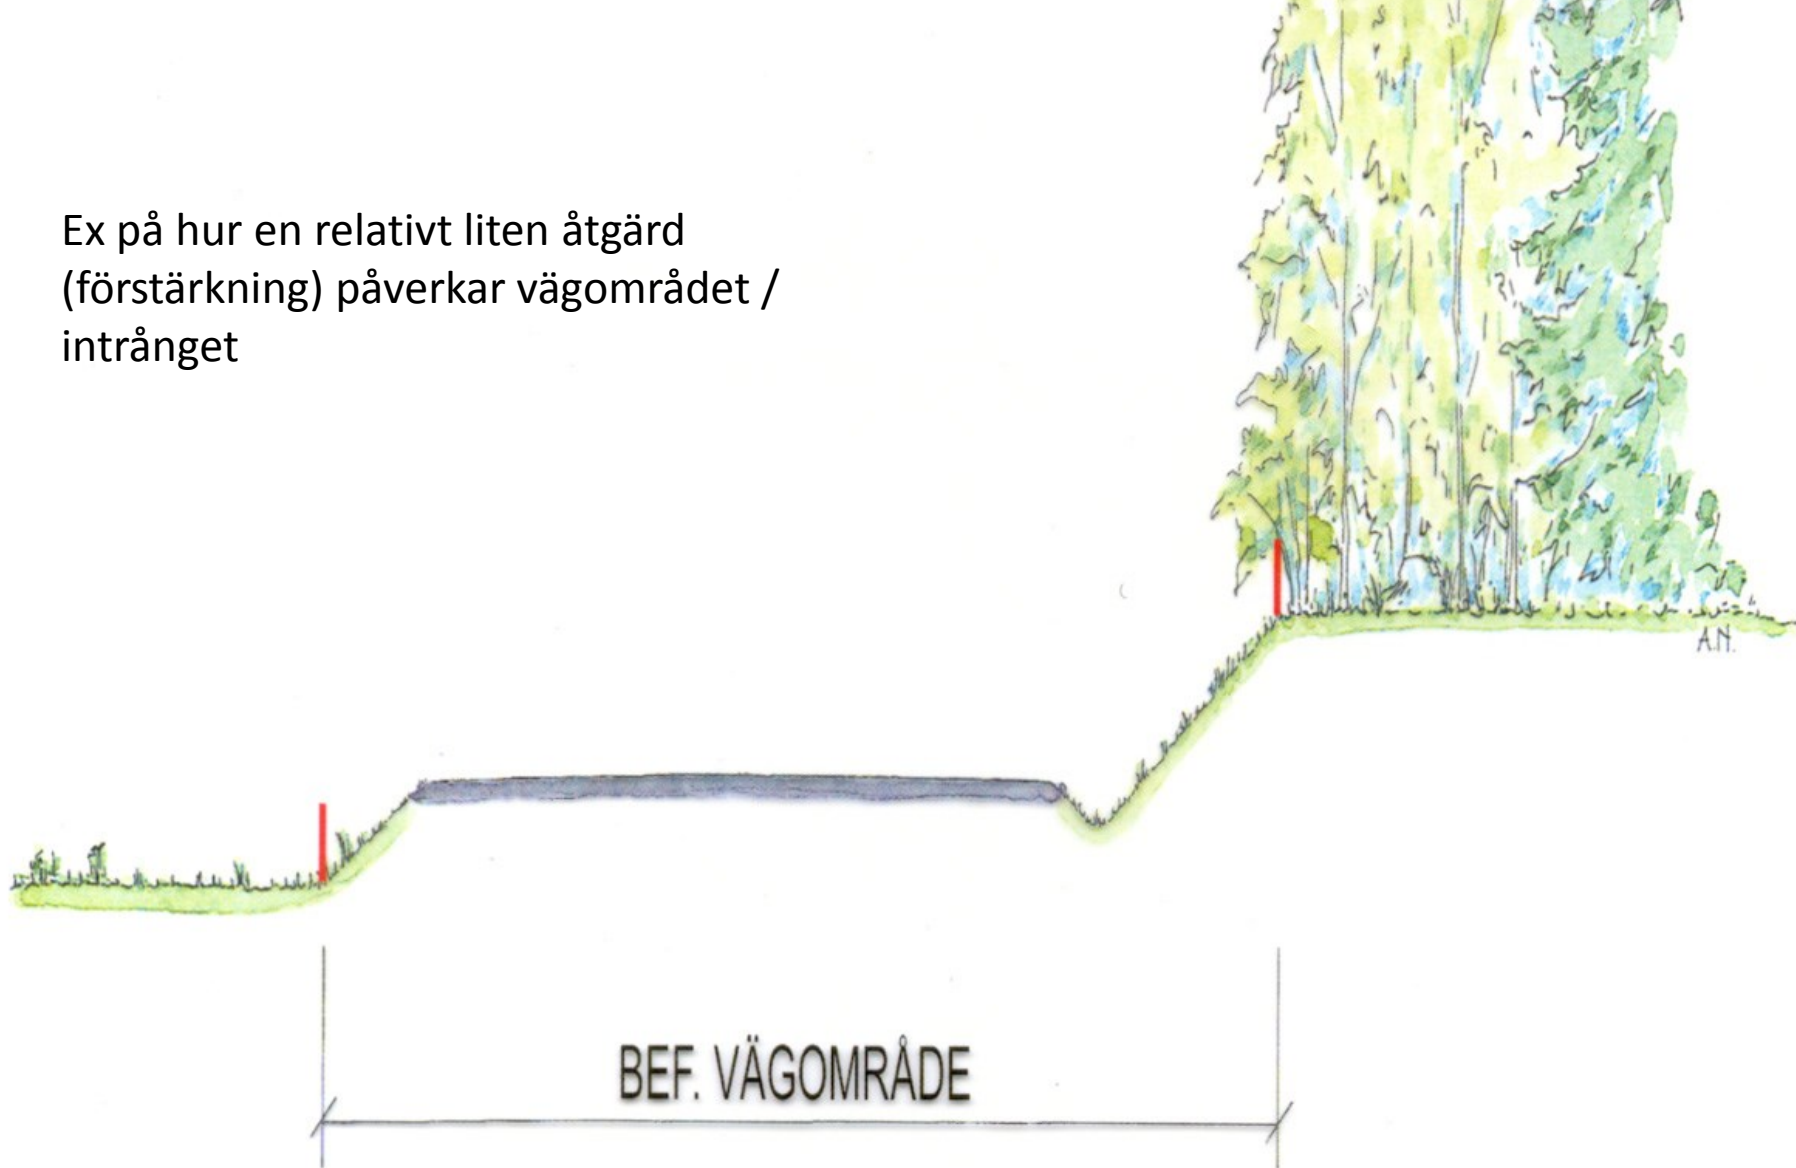 Ex på hur en relativt liten åtgärd
(förstärkning) påverkar vägområdet /
intrånget
A.N.
BEF. VÄGOMRÅDE